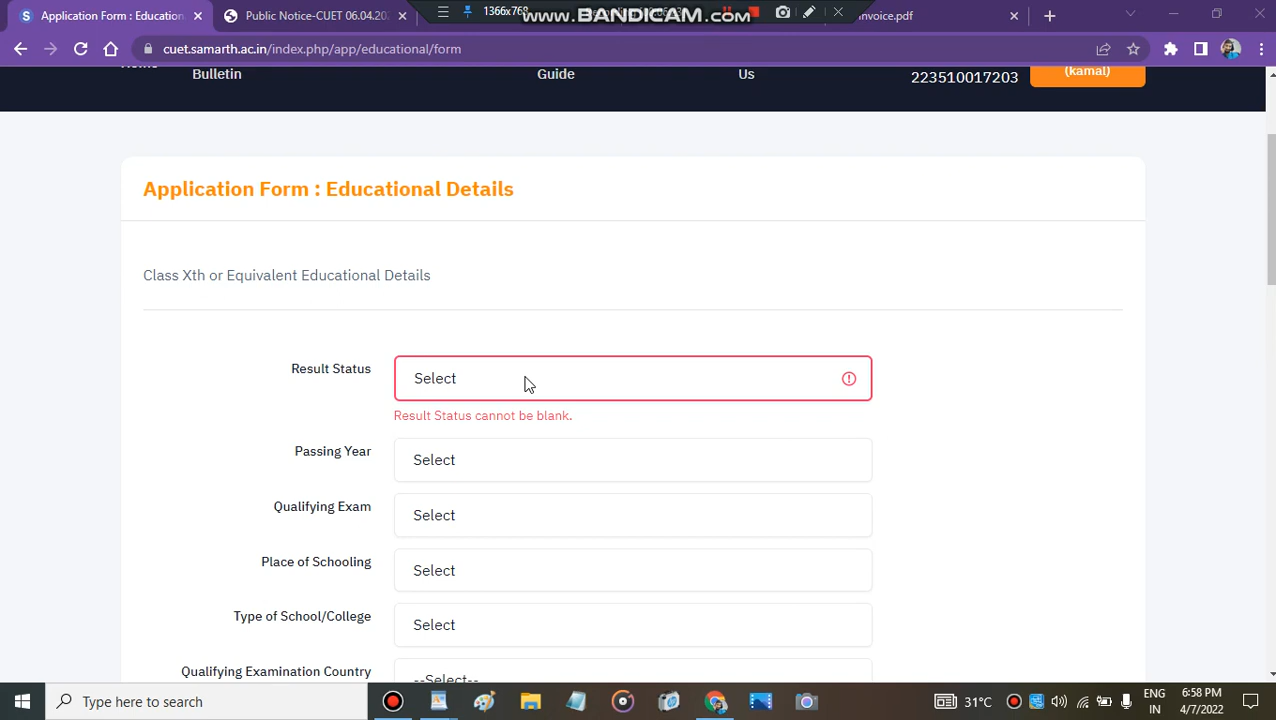 Application Form : Education
Public Notice-CUET 06.04.202
1366x768
www.BANDICAM.com
Invoice.pdf
cuet.samarth.ac.in/index.php/app/educational/form
Bulletin
Guide
Us
223510017203
(kamal)
Application Form : Educational Details
Class Xth or Equivalent Educational Details
Result Status
Select
Result Status cannot be blank.
Passing Year
Select
Qualifying Exam
Select
Place of Schooling
Select
Type of School/College
Select
Qualifying Examination Country
--Select--
Type here to search
31°C
ENG
IN
6:58 PM
4/7/2022